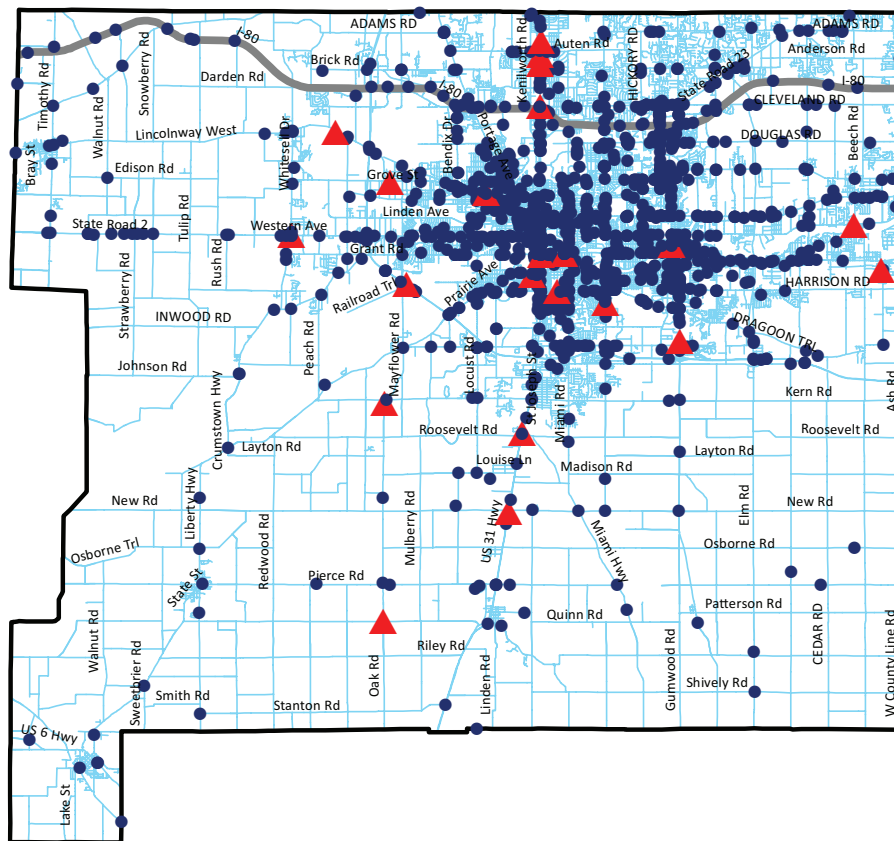 ADAMS RD
ADAMS RD
I-80
Kenilworth Rd
Auten Rd
HICKORY RD
Anderson Rd
Snowberry Rd
Brick Rd
State Road 23
Timothy Rd
Darden Rd
I-80
I-80
Walnut Rd
CLEVELAND RD
Lincolnway West
Whitesell Dr
Bendix Dr
Portage Ave
DOUGLAS RD
Beech Rd
Bray St
Edison Rd
Grove St
Linden Ave
State Road 2
Tulip Rd
Western Ave
Grant Rd
Rush Rd
Strawberry Rd
Prairie Ave
HARRISON RD
Railroad Trl
INWOOD RD
DRAGOON TRL
Peach Rd
Mayflower Rd
Locust Rd
St Joseph St
Johnson Rd
Miami Rd
Kern Rd
Ash Rd
Crumstown Hwy
Roosevelt Rd
Roosevelt Rd
Layton Rd
Layton Rd
Louise Ln
Madison Rd
Liberty Hwy
New Rd
New Rd
Elm Rd
Mulberry Rd
US 31 Hwy
Redwood Rd
Miami Hwy
Osborne Rd
Osborne Trl
State St
Pierce Rd
Patterson Rd
Quinn Rd
Walnut Rd
CEDAR RD
Gumwood Rd
W County Line Rd
Riley Rd
Oak Rd
Sweetbrier Rd
Linden Rd
Shively Rd
Smith Rd
Stanton Rd
US 6 Hwy
Lake St